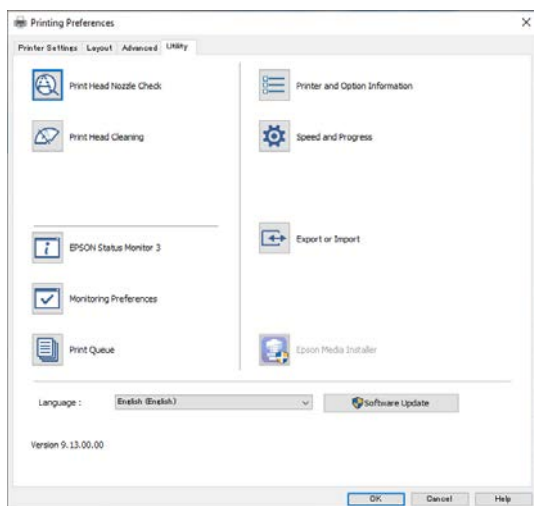 Printing Preferences
Printer Settings Layout Advanced Utility
Print Head Nozzle Check
Print Head Cleaning
EPSON Status Monitor 3
Monitoring Preferences
Print Queue
Printer and Option Information
Speed and Progress
Export or Import
Epson Media Installer
Language : English (English)
Software Update
Version 9.13.00.00
OK Cancel Help